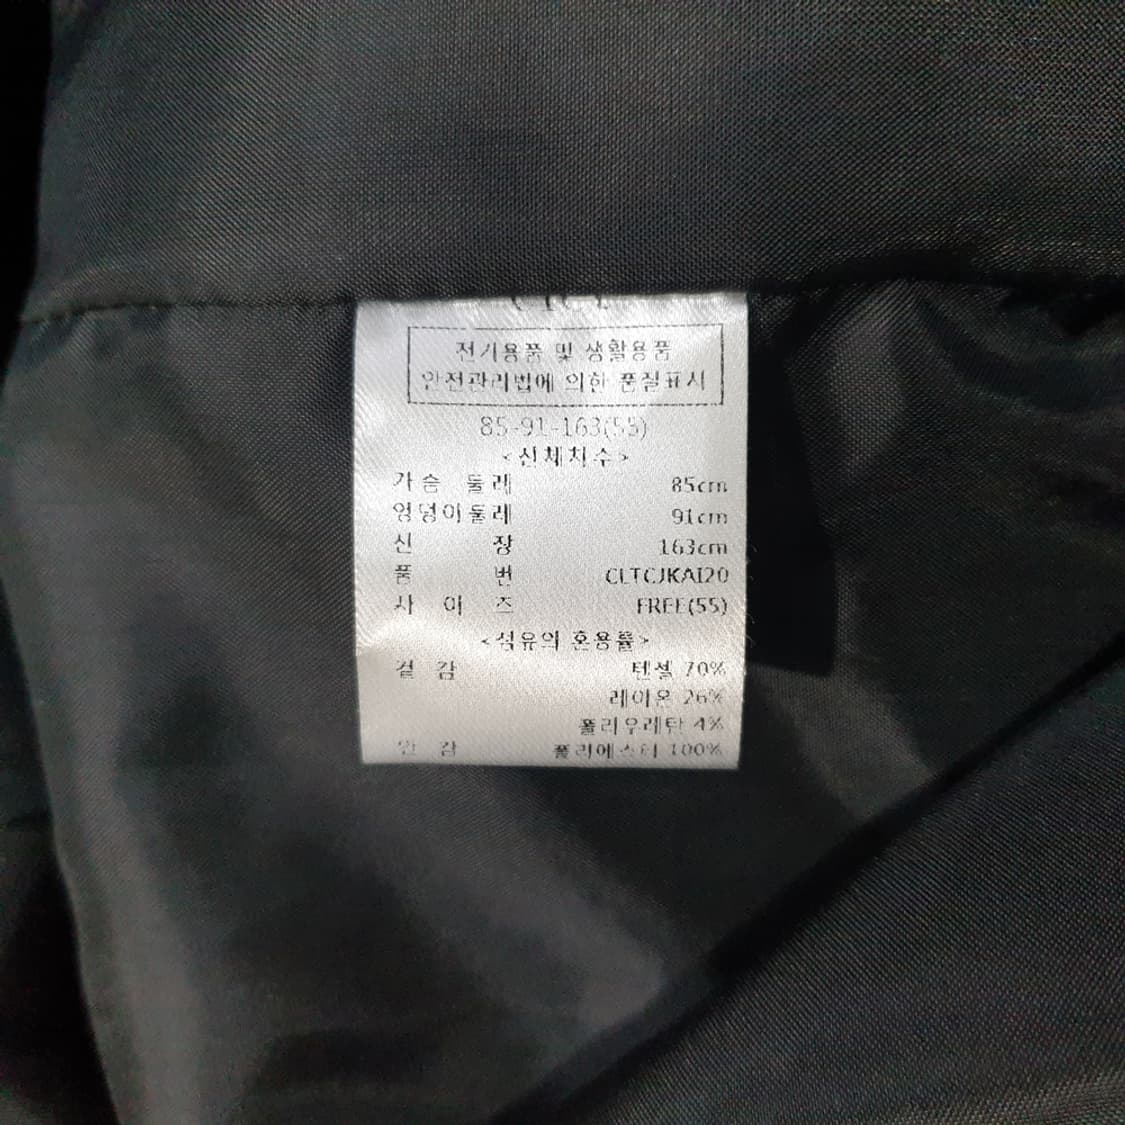 전기용품 및 생활용품
안전관리법에 의한 품질표시
85-91-163(55)
<신체치수>
가슴 둘레 85cm
엉덩이둘레 91cm
신 장 163cm
품 번 CLTCJKAI20
사 이 즈 FREE(55)
<섬유의 혼용률>
겉 감 텐셀 70%
레이온 26%
폴리우레탄 4%
안 감 폴리에스터 100%